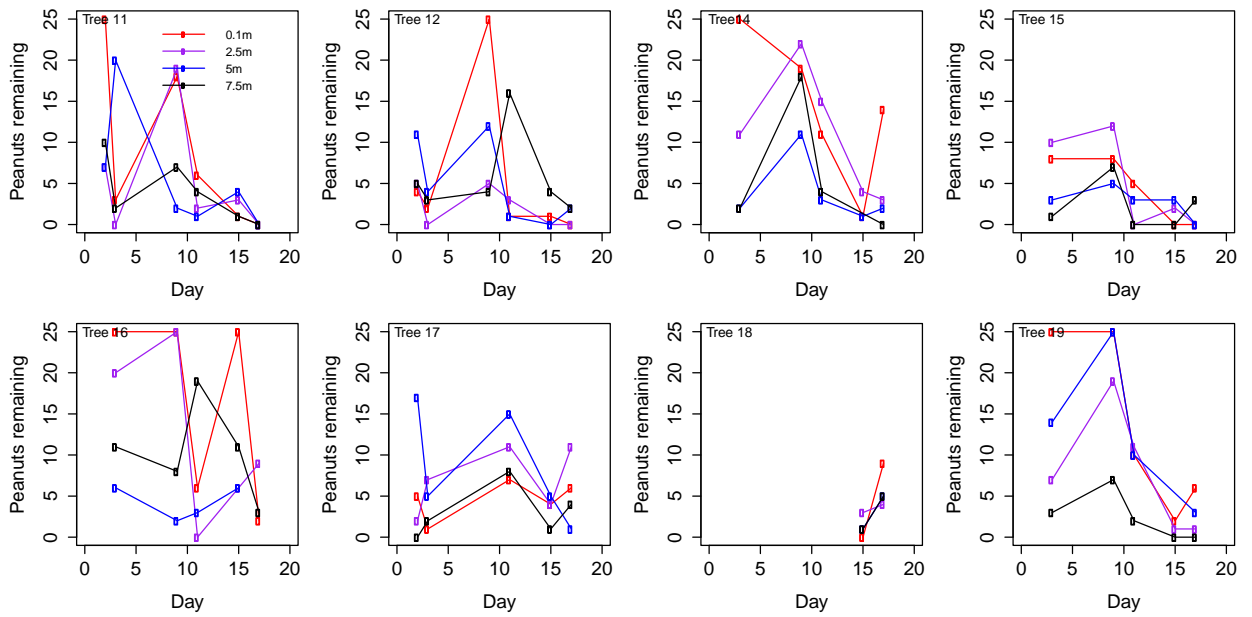 Tree 11
0.1m
2.5m
5m
7.5m
Peanuts remaining
0 5 10 15 20 25
0 5 10 15 20
Day
Tree 12
Peanuts remaining
0 5 10 15 20 25
0 5 10 15 20
Day
Tree 14
Peanuts remaining
0 5 10 15 20 25
0 5 10 15 20
Day
Tree 15
Peanuts remaining
0 5 10 15 20 25
0 5 10 15 20
Day
Tree 16
Peanuts remaining
0 5 10 15 20 25
0 5 10 15 20
Day
Tree 17
Peanuts remaining
0 5 10 15 20 25
0 5 10 15 20
Day
Tree 18
Peanuts remaining
0 5 10 15 20 25
0 5 10 15 20
Day
Tree 19
Peanuts remaining
0 5 10 15 20 25
0 5 10 15 20
Day